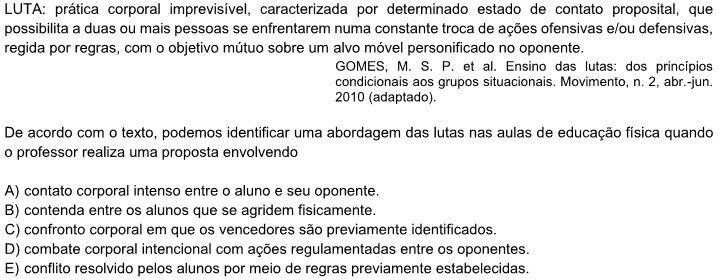 LUTA: prática corporal imprevisível, caracterizada por determinado estado de contato proposital, que
possibilita a duas ou mais pessoas se enfrentarem numa constante troca de ações ofensivas e/ou defensivas,
regida por regras, com o objetivo mútuo sobre um alvo móvel personificado no oponente.
GOMES, M. S. P. et al. Ensino das lutas: dos princípios
condicionais aos grupos situacionais. Movimento, n. 2, abr.-jun.
2010 (adaptado).
De acordo com o texto, podemos identificar uma abordagem das lutas nas aulas de educação física quando
o professor realiza uma proposta envolvendo
A) contato corporal intenso entre o aluno e seu oponente.
B) contenda entre os alunos que se agridem fisicamente.
C) confronto corporal em que os vencedores são previamente identificados.
D) combate corporal intencional com ações regulamentadas entre os oponentes.
E) conflito resolvido pelos alunos por meio de regras previamente estabelecidas.